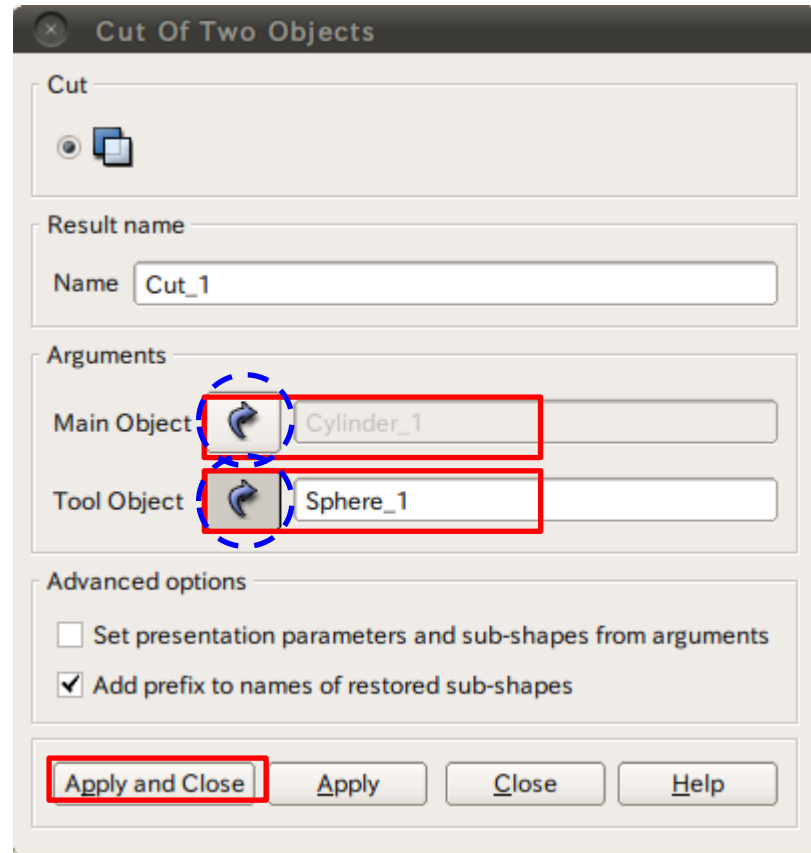 Cut Of Two Objects
Cut
Result name
Name Cut_1
Arguments
Main Object Cylinder_1
Tool Object Sphere_1
Advanced options
Set presentation parameters and sub-shapes from arguments
Add prefix to names of restored sub-shapes
Apply and Close Apply Close Help